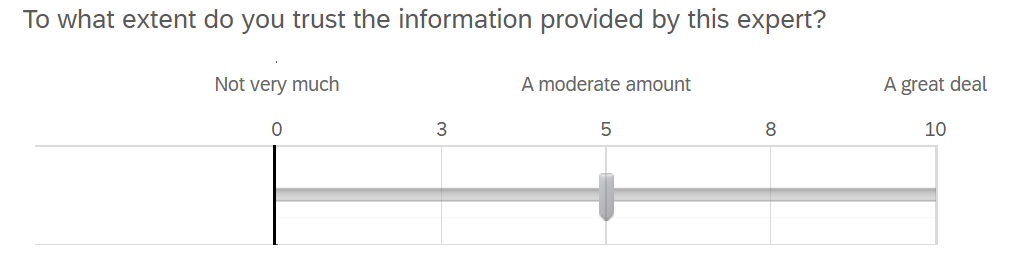 To what extent do you trust the information provided by this expert?
Not very much A moderate amount A great deal
0 3 5 8 10